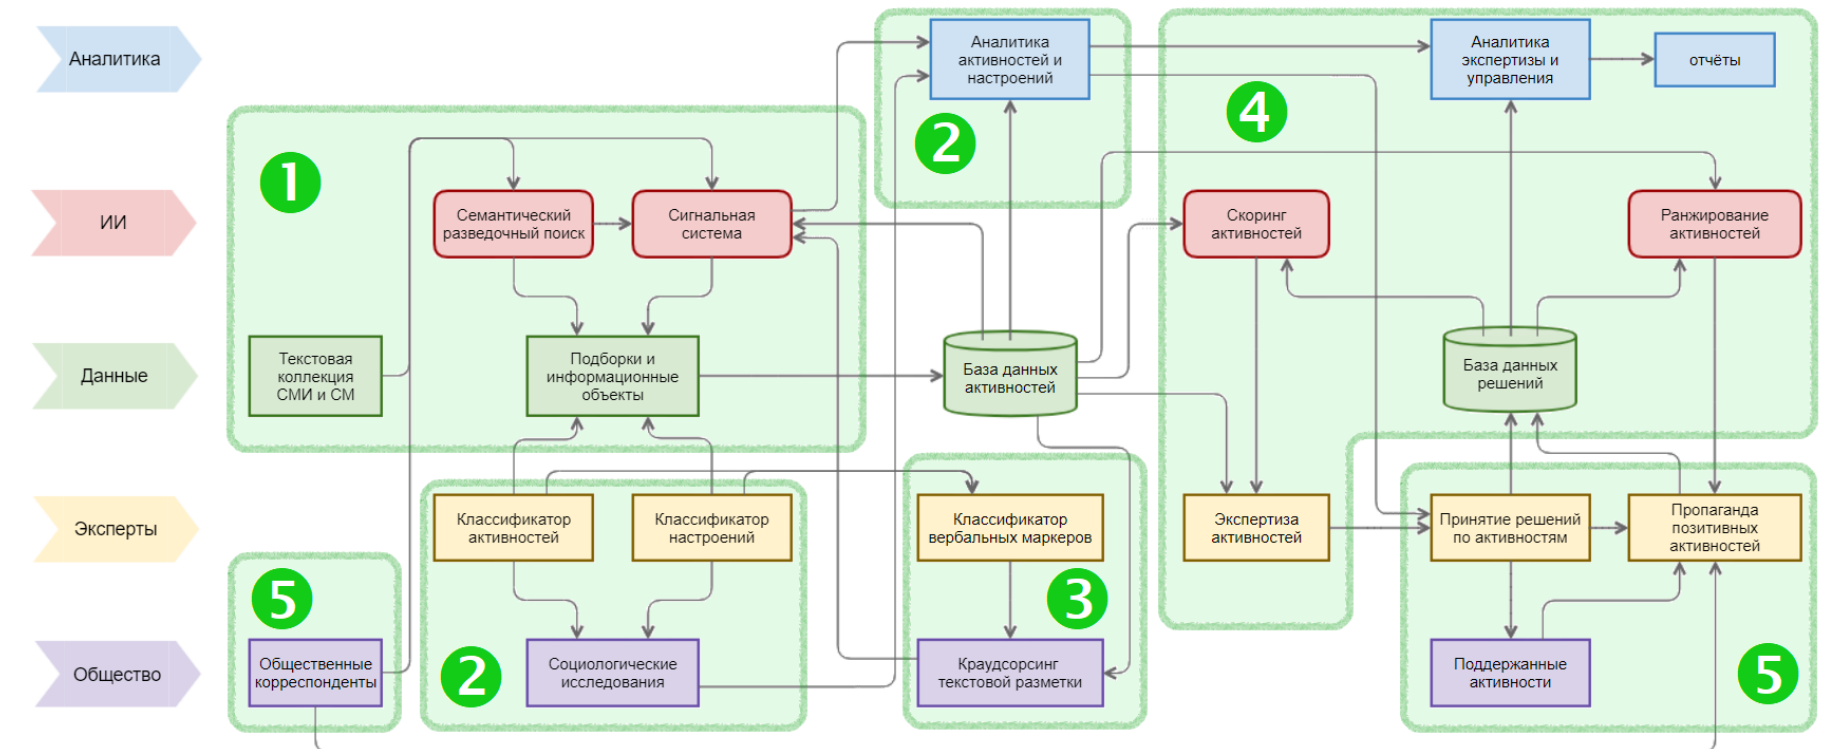 Аналитика
Аналитика
активностей и
настроений
Аналитика
экспертизы и
управления
отчёты
2
4
1
ИИ
Семантический
разведочный поиск
Сигнальная
система
Скоринг
активностей
Ранжирование
активностей
Данные
Текстовая
коллекция
СМИ и СМ
Подборки и
информационные
объекты
База данных
активностей
База данных
решений
Эксперты
Классификатор
активностей
Классификатор
настроений
Классификатор
вербальных маркеров
Экспертиза
активностей
Принятие решений
по активностям
Пропаганда
позитивных
активностей
5
3
Общество
Общественные
корреспонденты
2
Социологические
исследования
Краудсорсинг
текстовой разметки
Поддержанные
активности
5